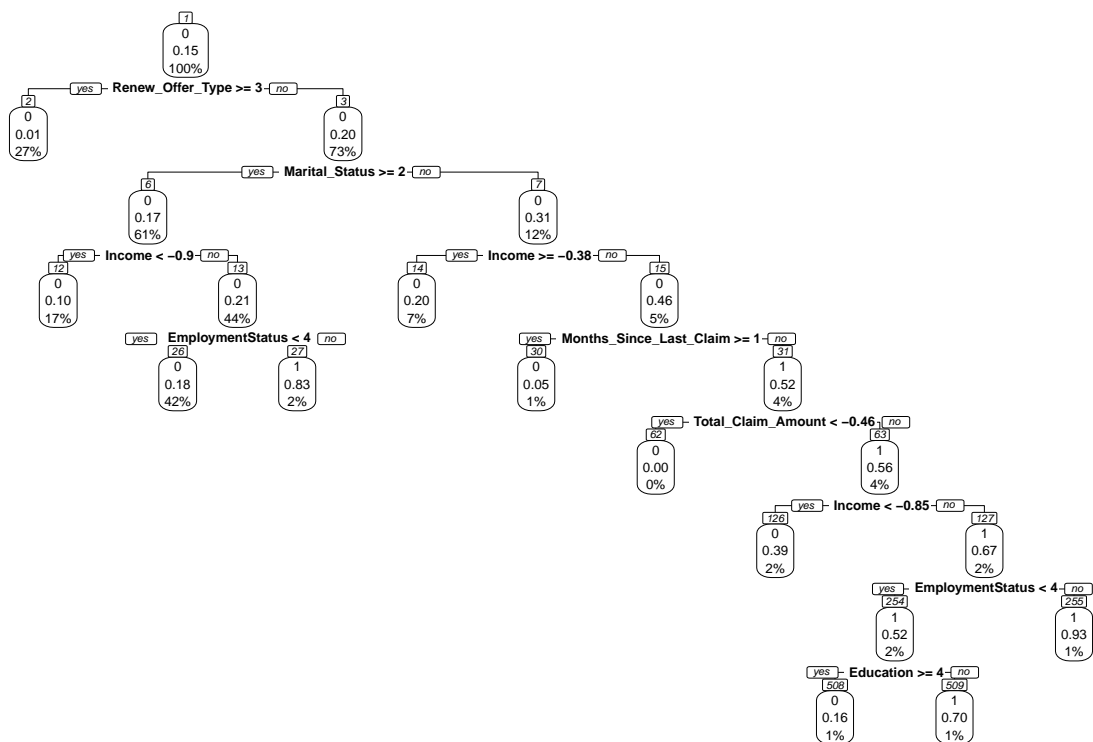 1
0
0.15
100%
yes Renew_Offer_Type >= 3 no
2 3
0 0
0.01 0.20
27% 73%
yes Marital_Status >= 2 no
6 7
0 0
0.17 0.31
61% 12%
yes Income < −0.9 no yes Income >= −0.38 no
12 13 14 15
0 0 0 0
0.10 0.21 0.20 0.46
17% 44% 7% 5%
yes EmploymentStatus < 4 no yes Months_Since_Last_Claim >= 1 no
26 27 30 31
0 1 0 1
0.18 0.83 0.05 0.52
42% 2% 1% 4%
yes Total_Claim_Amount < −0.46 no
62 63
0 1
0.00 0.56
0% 4%
yes Income < −0.85 no
126 127
0 1
0.39 0.67
2% 2%
yes EmploymentStatus < 4 no
254 255
1 1
0.52 0.93
2% 1%
yes Education >= 4 no
508 509
0 1
0.16 0.70
1% 1%